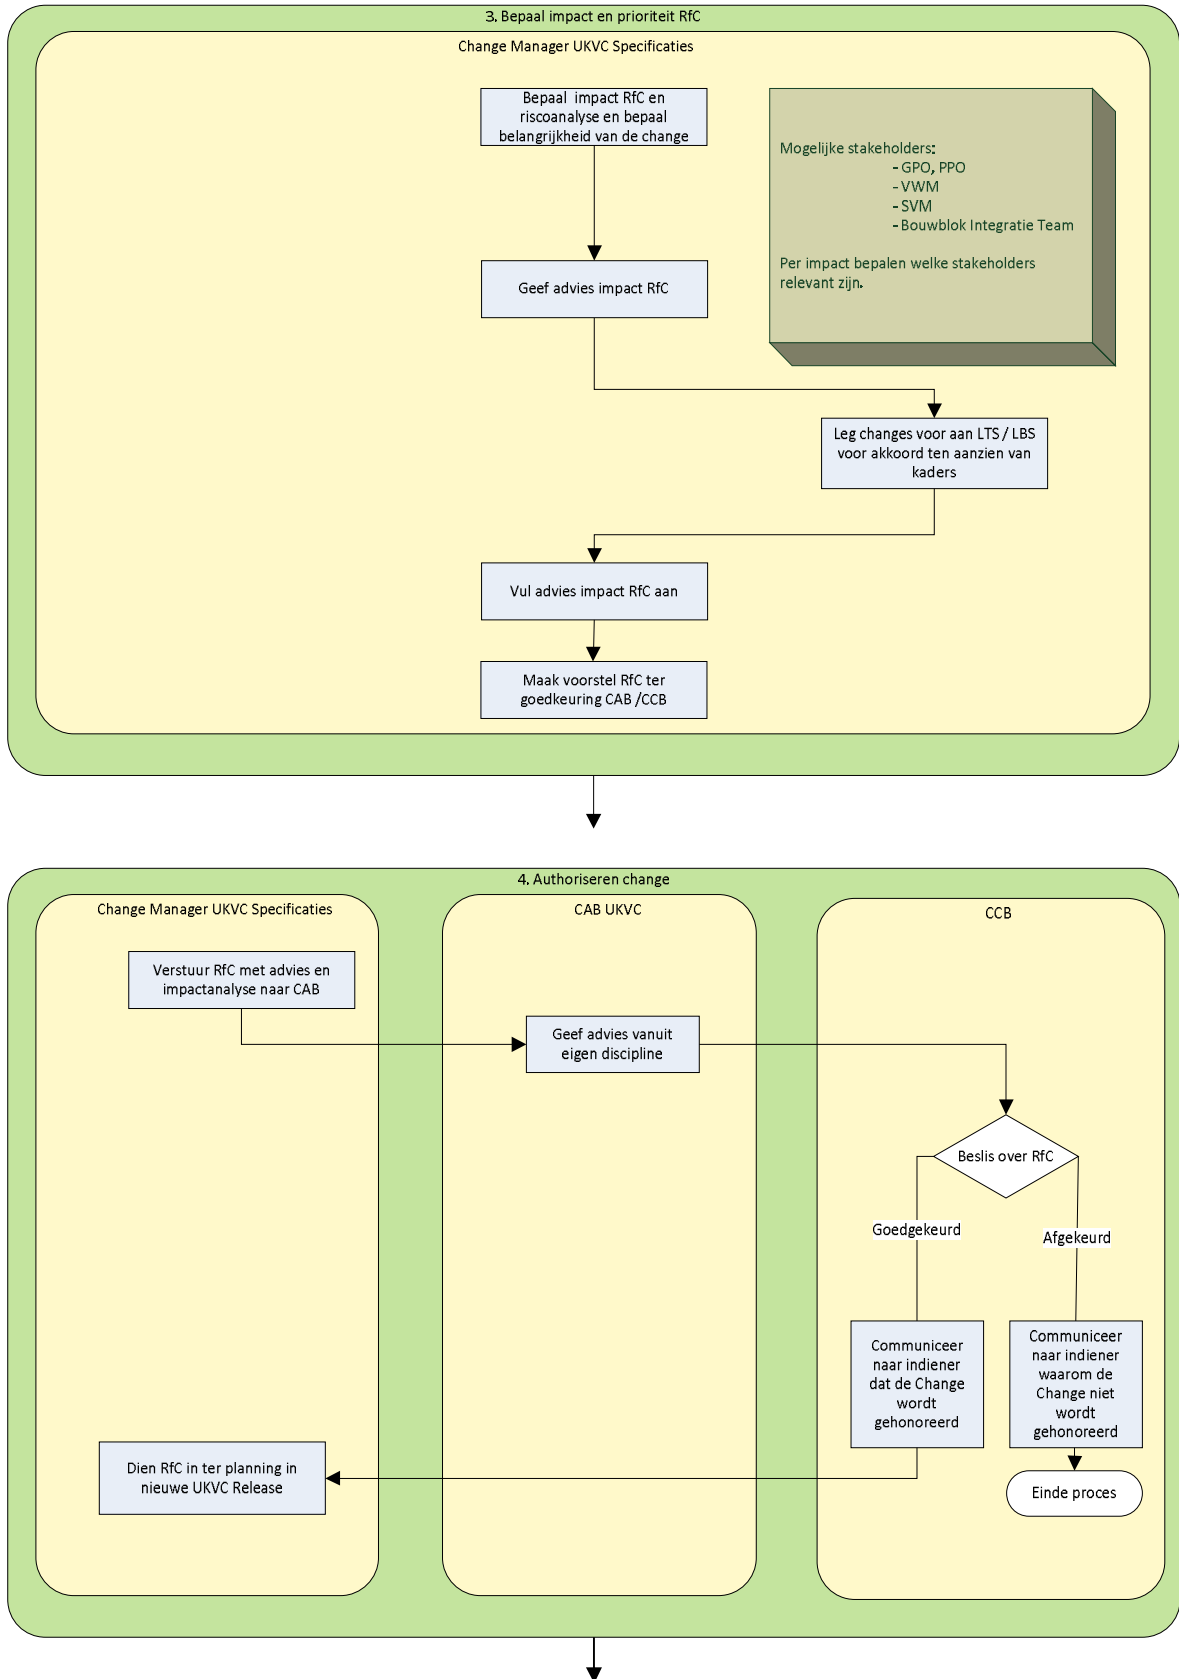 3. Bepaal impact en prioriteit RfC
Change Manager UKVC Specificaties
Bepaal impact RfC en
riscoanalyse en bepaal
belangrijkheid van de change
Mogelijke stakeholders:
- GPO, PPO
- VWM
- SVM
- Bouwblok Integratie Team
Per impact bepalen welke stakeholders
relevant zijn.
Geef advies impact RfC
Leg changes voor aan LTS / LBS
voor akkoord ten aanzien van
kaders
Vul advies impact RfC aan
Maak voorstel RfC ter
goedkeuring CAB /CCB
4. Authoriseren change
Change Manager UKVC Specificaties
CAB UKVC
CCB
Verstuur RfC met advies en
impactanalyse naar CAB
Geef advies vanuit
eigen discipline
Beslis over RfC
Goedgekeurd
Afgekeurd
Communiceer
naar indiener
dat de Change
wordt
gehonoreerd
Communiceer
naar indiener
waarom de
Change niet
wordt
gehonoreerd
Dien RfC in ter planning in
nieuwe UKVC Release
Einde proces